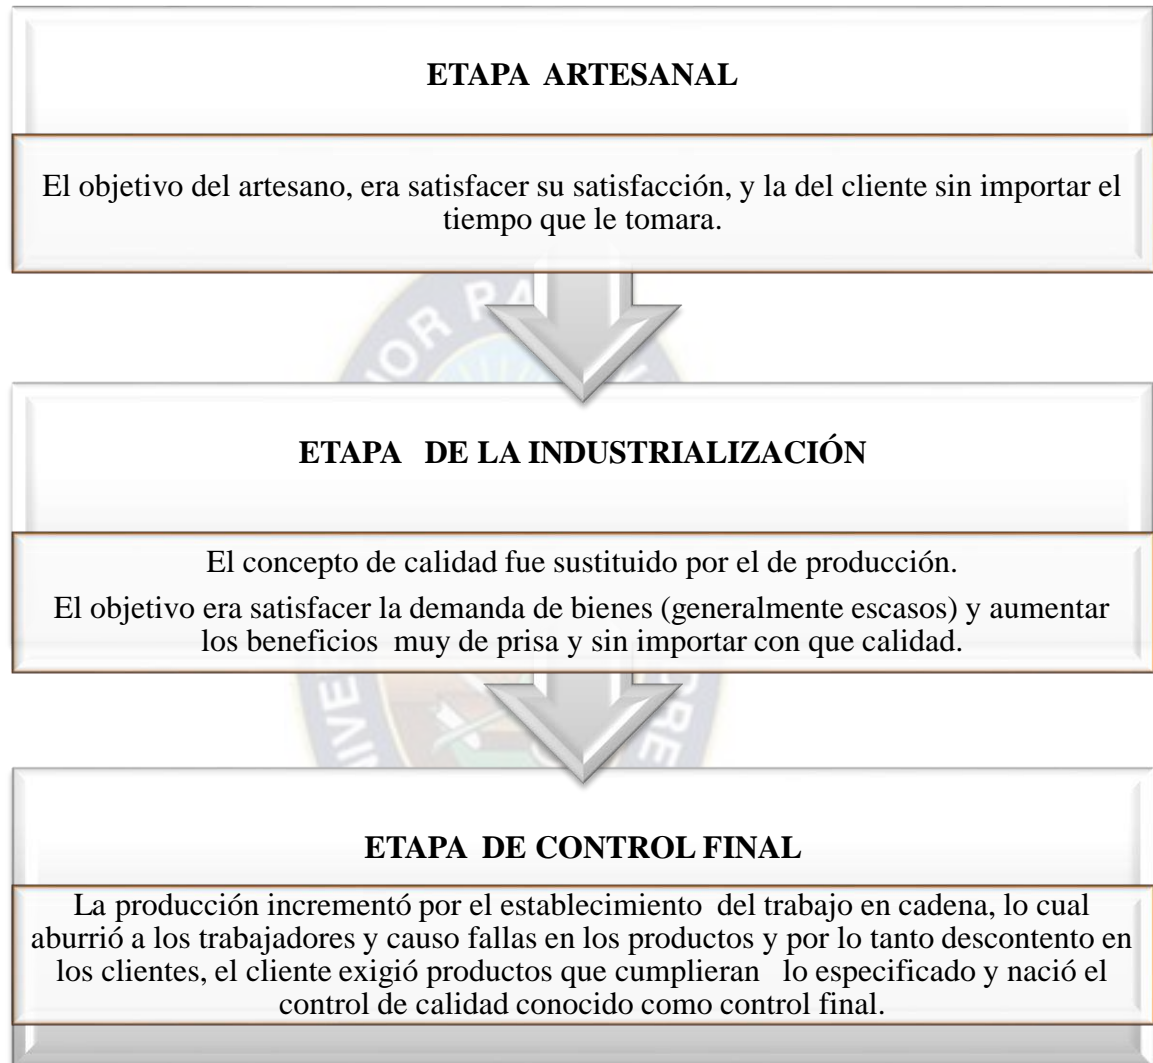 ETAPA ARTESANAL
El objetivo del artesano, era satisfacer su satisfacción, y la del cliente sin importar el
tiempo que le tomara.
ETAPA DE LA INDUSTRIALIZACIÓN
El concepto de calidad fue sustituido por el de producción.
El objetivo era satisfacer la demanda de bienes (generalmente escasos) y aumentar
los beneficios muy de prisa y sin importar con que calidad.
ETAPA DE CONTROL FINAL
La producción incrementó por el establecimiento del trabajo en cadena, lo cual
aburrió a los trabajadores y causo fallas en los productos y por lo tanto descontento en
los clientes, el cliente exigió productos que cumplieran lo especificado y nació el
control de calidad conocido como control final.